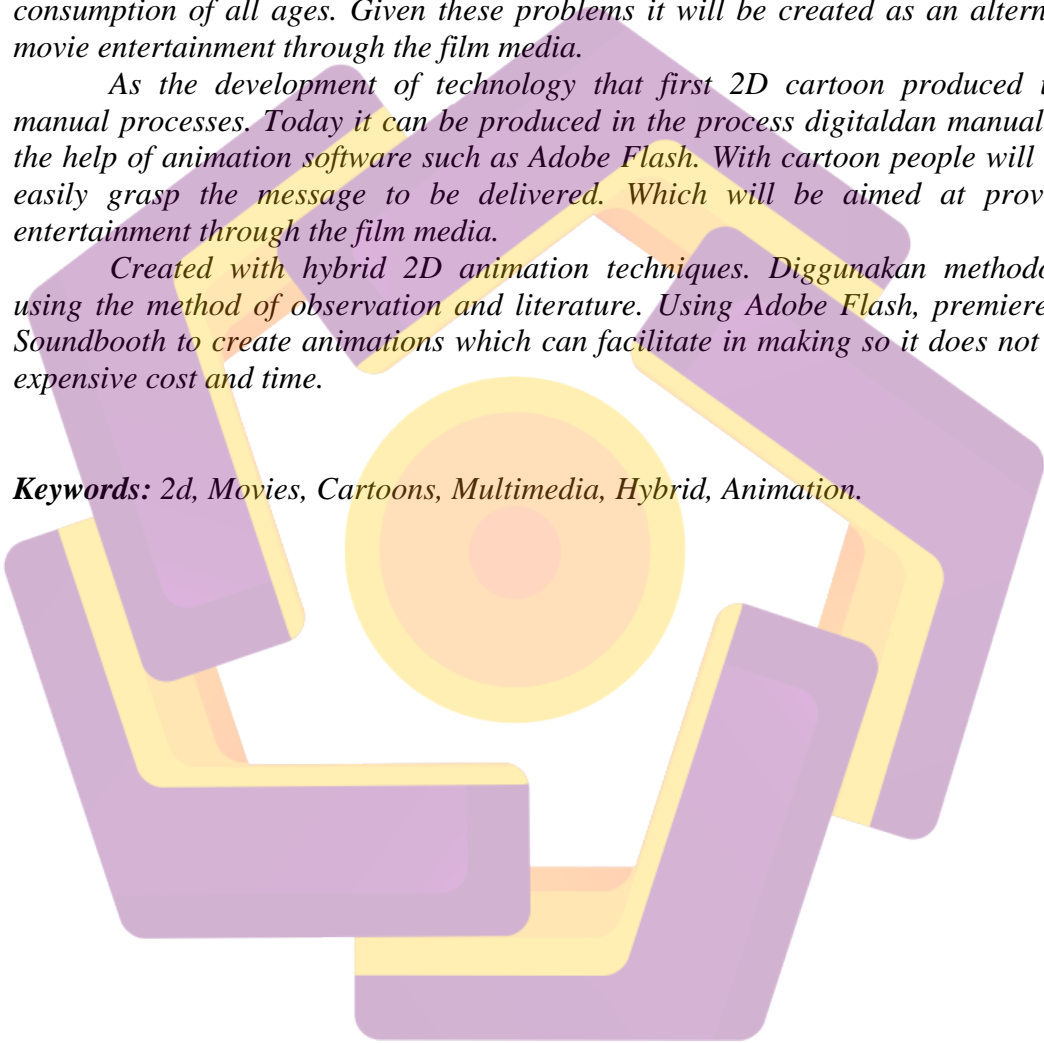 consumption of all ages. Given these problems it will be created as an altern
movie entertainment through the film media.
As the development of technology that first 2D cartoon produced
manual processes. Today it can be produced in the process digitaldan manual
the help of animation software such as Adobe Flash. With cartoon people will
easily grasp the message to be delivered. Which will be aimed at prov
entertainment through the film media.
Created with hybrid 2D animation techniques. Diggunakan methodo
using the method of observation and literature. Using Adobe Flash, premiere
Soundbooth to create animations which can facilitate in making so it does not
expensive cost and time.
Keywords: 2d, Movies, Cartoons, Multimedia, Hybrid, Animation.